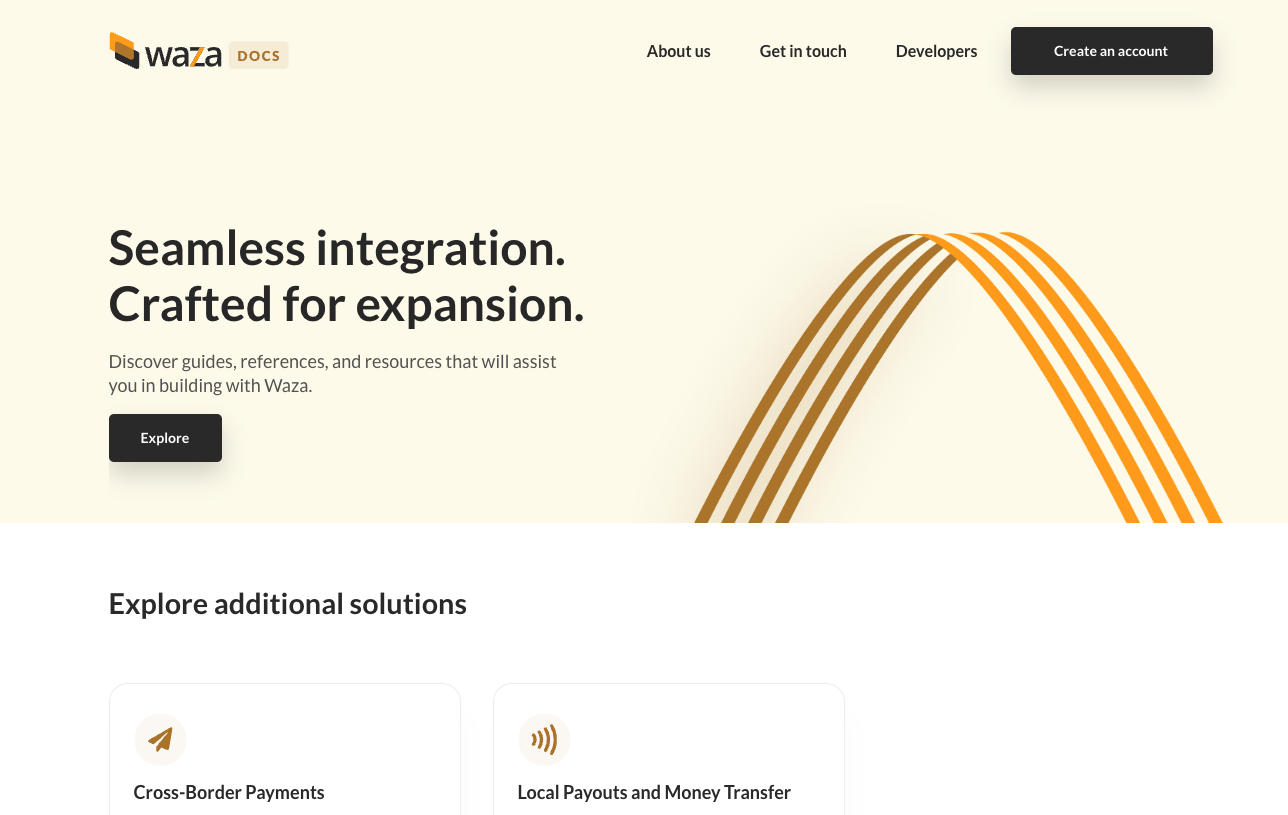 waza DOCS
About us
Get in touch
Developers
Create an account
Seamless integration.
Crafted for expansion.
Discover guides, references, and resources that will assist
you in building with Waza.
Explore
Explore additional solutions
Cross-Border Payments
Local Payouts and Money Transfer